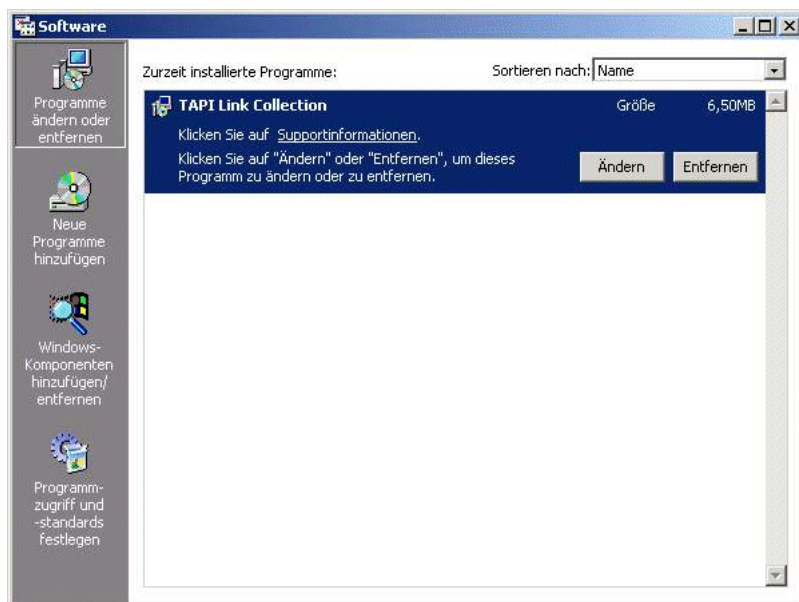 Software
Programme
ändern oder
entfernen
Neue
Programme
hinzufügen
Windows-
Komponenten
hinzufügen/
entfernen
Programm-
zugriff und
-standards
festlegen
Zurzeit installierte Programme:
Sortieren nach: Name
TAPI Link Collection Größe 6,50MB
Klicken Sie auf Supportinformationen.
Klicken Sie auf "Ändern" oder "Entfernen", um dieses
Programm zu ändern oder zu entfernen.
Ändern Entfernen